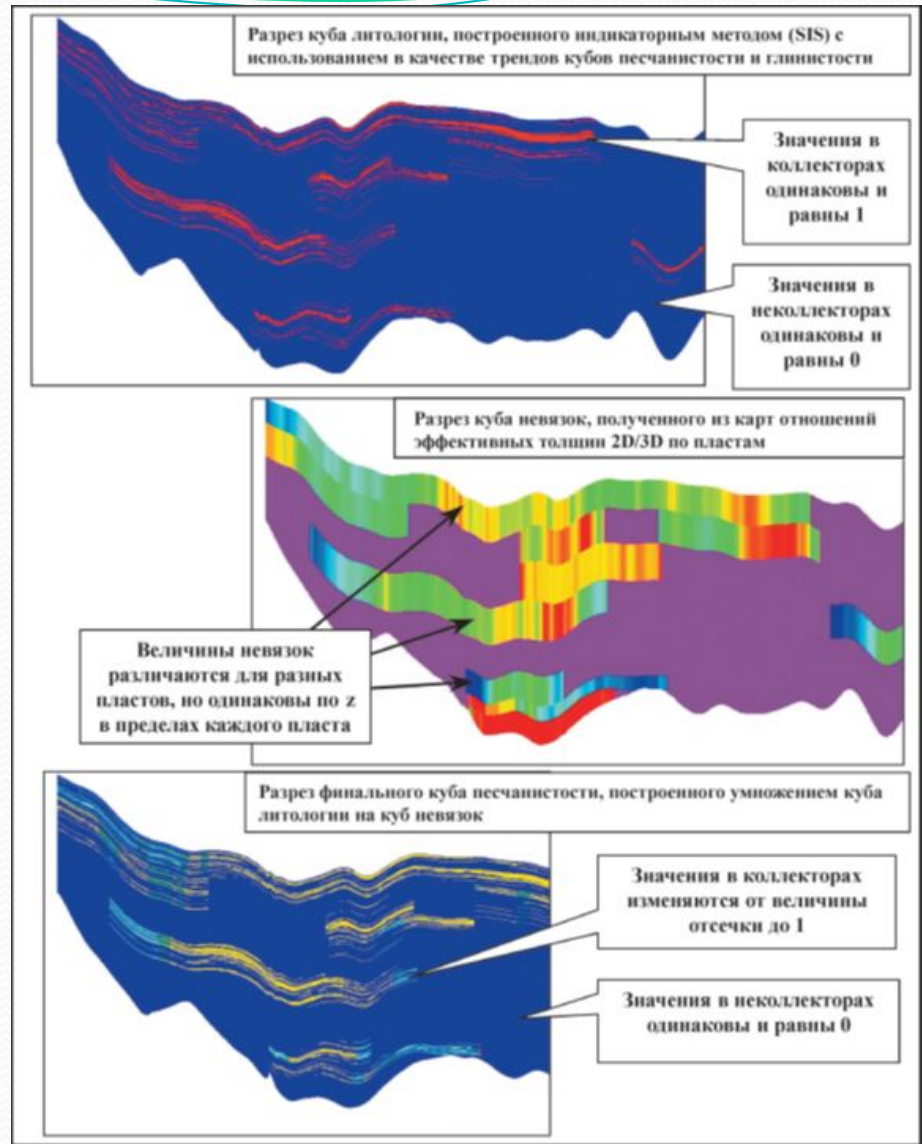 Разрез куба литологии, построенного индикаторным методом (SIS) с
использованием в качестве трендов кубов песчанистости и глинистости
Значения в
коллекторах
одинаковы и
равны 1
Значения в
неколлекторах
одинаковы и
равны 0
Разрез куба невязок, полученного из карт отношений
эффективных толщин 2D/3D по пластам
Величины невязок
различаются для разных
пластов, но одинаковы по z
в пределах каждого пласта
Разрез финального куба песчанистости, построенного умножением куба
литологии на куб невязок
Значения в коллекторах
изменяются от величины
отсечки до 1
Значения в неколлекторах
одинаковы и равны 0